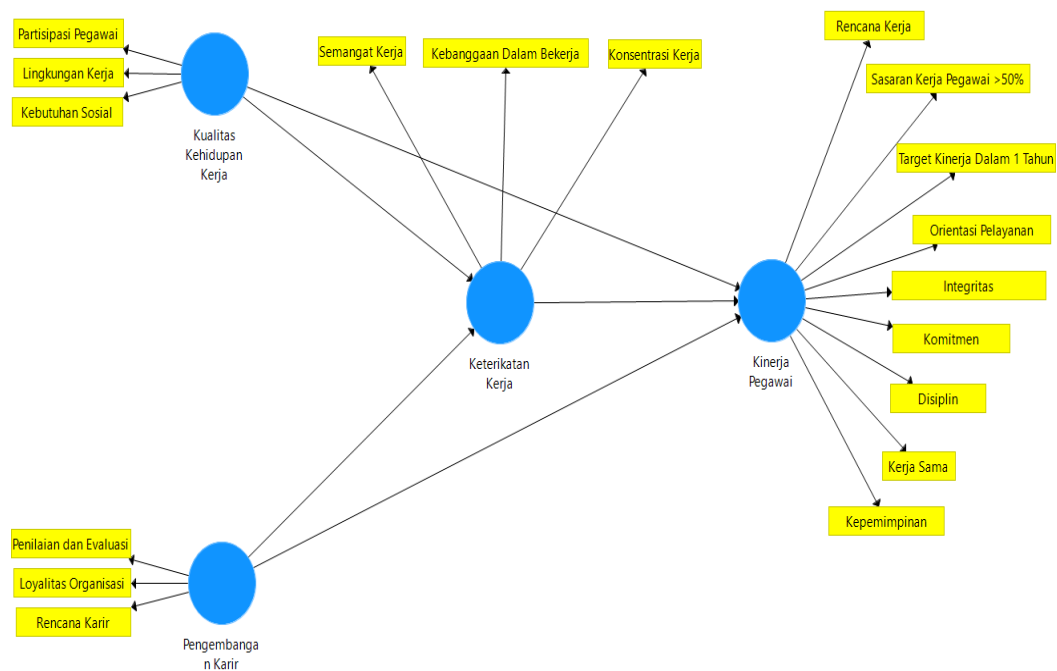 Partisipasi Pegawai
Lingkungan Kerja
Kebutuhan Sosial
Kualitas
Kehidupan
Kerja
Semangat Kerja
Kebanggaan Dalam Bekerja
Konsentrasi Kerja
Keterikatan
Kerja
Rencana Kerja
Sasaran Kerja Pegawai >50%
Target Kinerja Dalam 1 Tahun
Orientasi Pelayanan
Integritas
Komitmen
Disiplin
Kerja Sama
Kepemimpinan
Kinerja
Pegawai
Penilaian dan Evaluasi
Loyalitas Organisasi
Rencana Karir
Pengembanga
n Karir